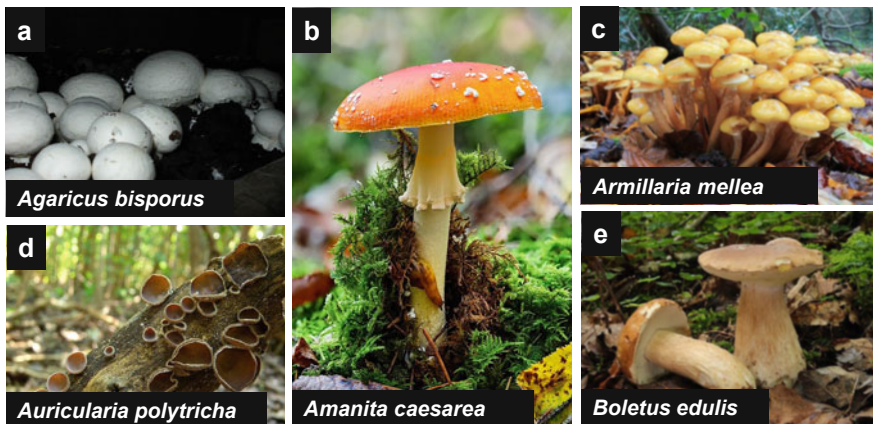 a
Agaricus bisporus
b
Amanita caesarea
c
Armillaria mellea
d
Auricularia polytricha
e
Boletus edulis